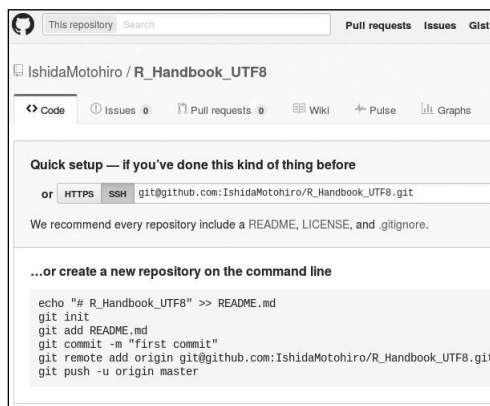 This repository Search Pull requests Issues Gist
IshidaMotohiro / R_Handbook_UTF8
Code Issues 0 Pull requests 0 Wiki Pulse Graphs
Quick setup — if you've done this kind of thing before
or HTTPS SSH git@github.com:IshidaMotohiro/R_Handbook_UTF8.git
We recommend every repository include a README, LICENSE, and .gitignore.
…or create a new repository on the command line
echo "# R_Handbook_UTF8" >> README.md
git init
git add README.md
git commit -m "first commit"
git remote add origin git@github.com:IshidaMotohiro/R_Handbook_UTF8.git
git push -u origin master